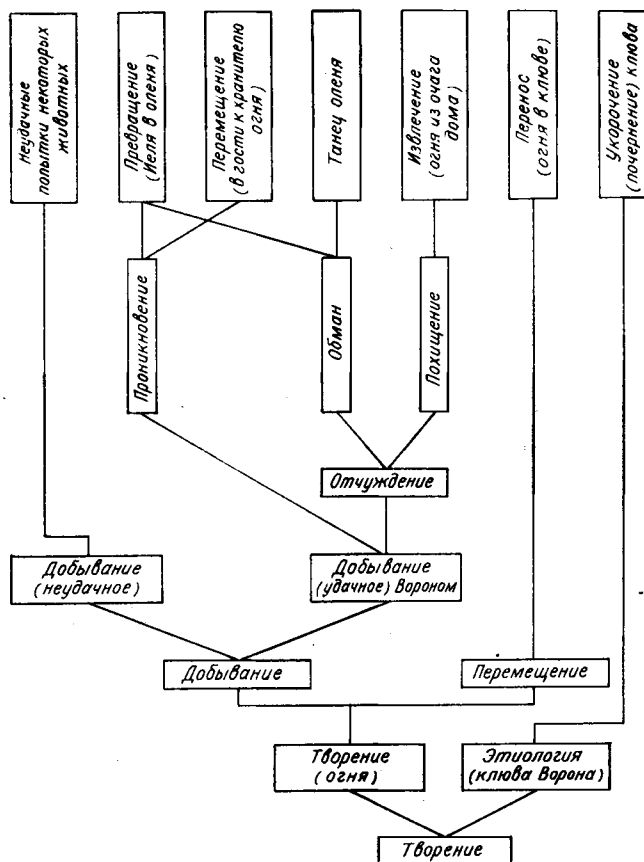 Неудачные
попытки некоторых
животных
Превращение
(Йеля в оленя)
Перемещение
(в гости к хранителю
огня)
Танец оленя
Извлечение
(огня из очага
дома)
Перенос
(огня в клюве)
Укорочение
(почернение) клюва
Проникновение
Обман
Похищение
Отчуждение
Добывание
(неудачное)
Добывание
(удачное) Вороном
Добывание
Перемещение
Творение
(огня)
Этиология
(клюва Ворона)
Творение